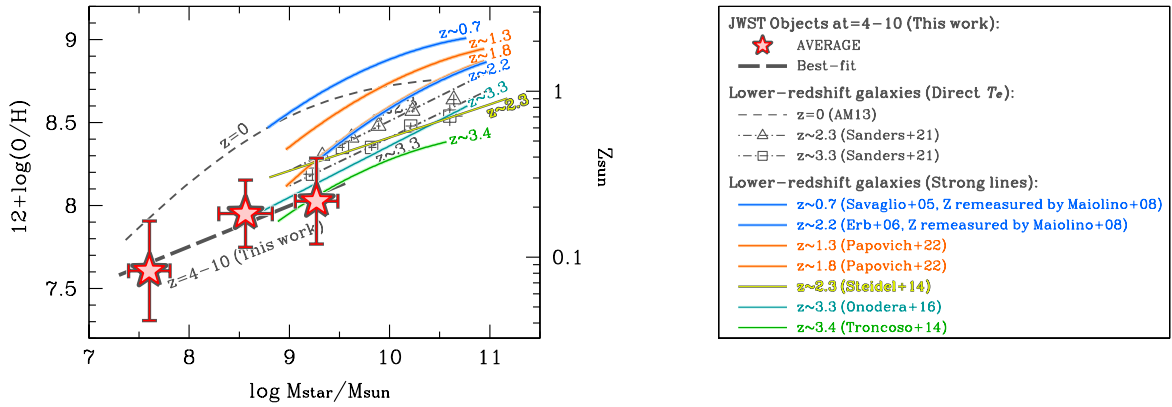 9
8.5
8
7.5
12+log(O/H)
7
8
9
10
11
log Mstar/Msun
1
0.1
Zsun
z=0
z~0.7
z~1.3
z~1.8
z~2.2
z~2.3
z~3.3
z~2.3
z~3.3
z~3.4
z=4-10 (This work)
JWST Objects at=4-10 (This work):
AVERAGE
Best-fit
Lower-redshift galaxies (Direct Te):
z=0 (AM13)
z~2.3 (Sanders+21)
z~3.3 (Sanders+21)
Lower-redshift galaxies (Strong lines):
z~0.7 (Savaglio+05, Z remeasured by Maiolino+08)
z~2.2 (Erb+06, Z remeasured by Maiolino+08)
z~1.3 (Papovich+22)
z~1.8 (Papovich+22)
z~2.3 (Steidel+14)
z~3.3 (Onodera+16)
z~3.4 (Troncoso+14)